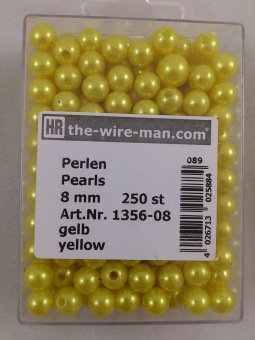 HR the-wire-man.com®
089
Perlen
Pearls
8 mm 250 st
Art.Nr. 1356-08
gelb
yellow
4 026713 025884